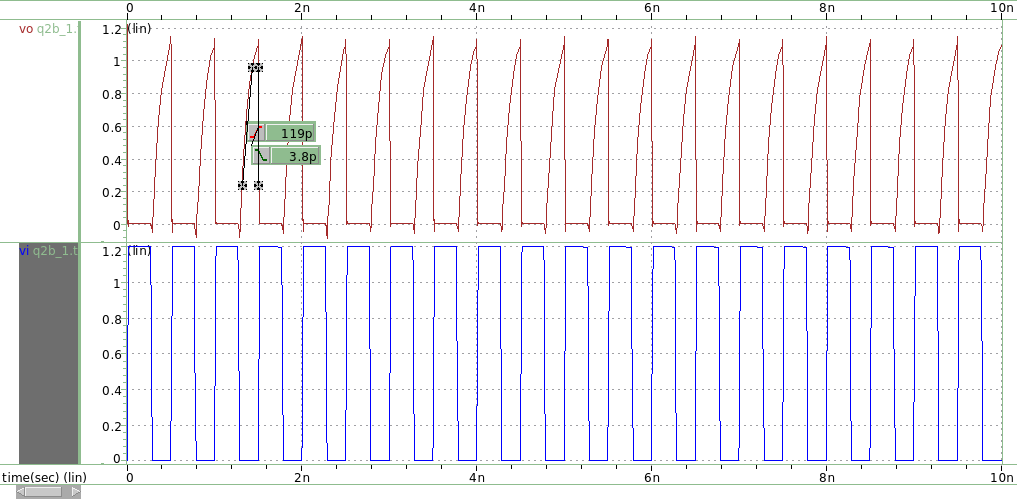 0 2n 4n 6n 8n 10n
vo q2b_1. 1.2 (lin)
1
0.8
0.6
0.4
0.2
0
119p
3.8p
vi q2b_1.t 1.2 (lin)
1
0.8
0.6
0.4
0.2
0
time(sec) (lin) 0 2n 4n 6n 8n 10n